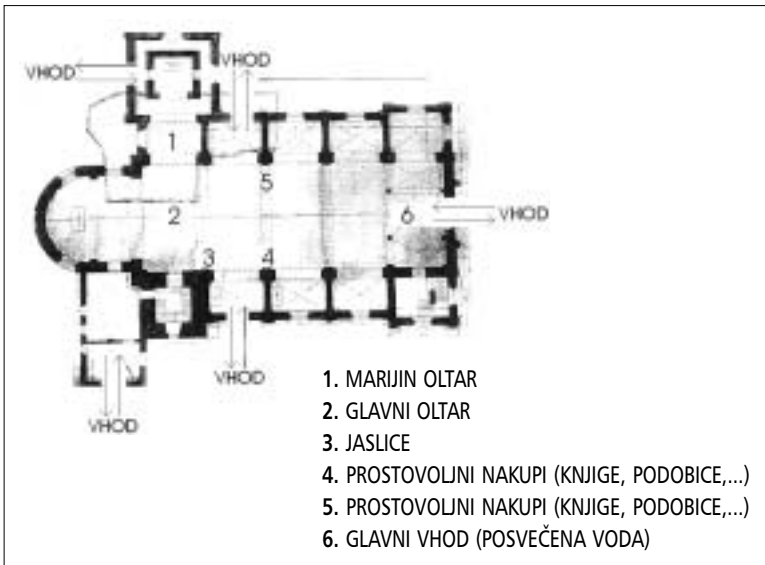 VHOD
VHOD
1
5
2
6
VHOD
3
4
VHOD
VHOD
1. MARIJIN OLTAR
2. GLAVNI OLTAR
3. JASLICE
4. PROSTOVOLJNI NAKUPI (KNJIGE, PODOBICE,...)
5. PROSTOVOLJNI NAKUPI (KNJIGE, PODOBICE,...)
6. GLAVNI VHOD (POSVEČENA VODA)